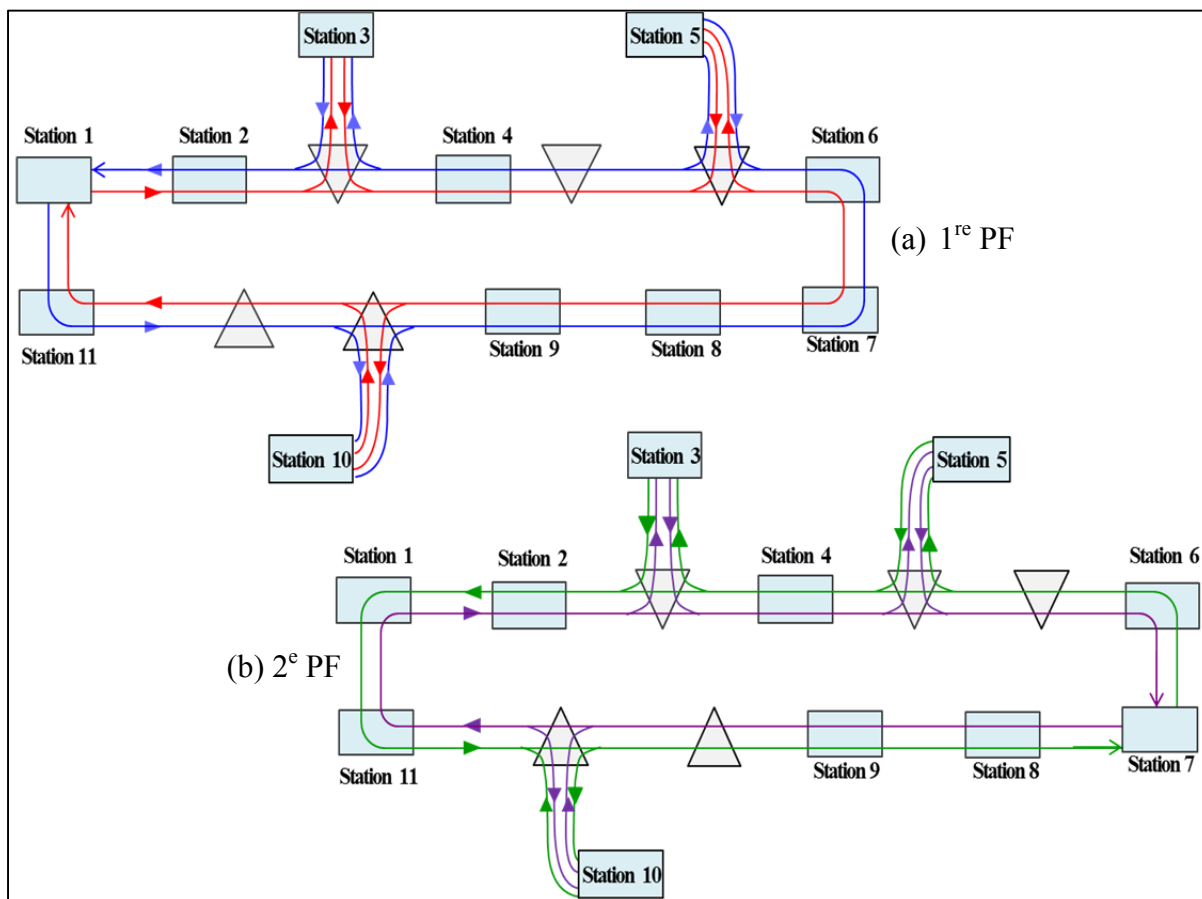 Station 3
Station 5
Station 1
Station 2
Station 4
Station 6
(a) 1re PF
Station 11
Station 9
Station 8
Station 7
Station 10
Station 3
Station 5
Station 1
Station 2
Station 4
Station 6
(b) 2e PF
Station 11
Station 9
Station 8
Station 7
Station 10